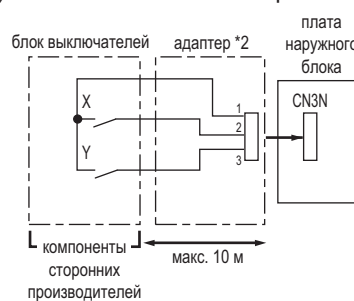 блок выключателей
адаптер *2
плата
наружного
блока
X
Y
1
2
3
CN3N
компоненты
сторонних
производителей
макс. 10 м